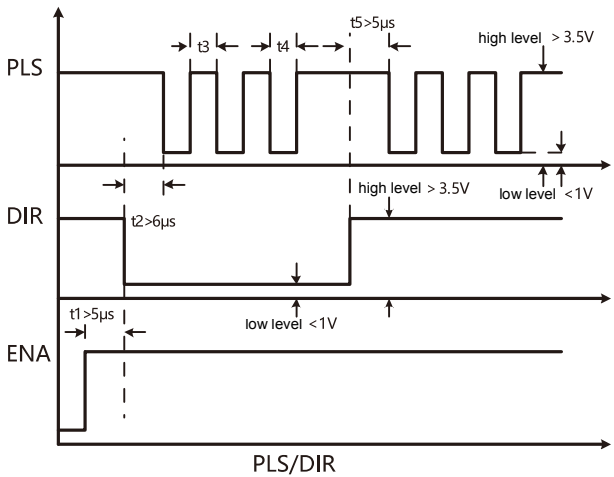 t5>5μs
t3
t4
high level > 3.5V
PLS
high level > 3.5V
low level <1V
DIR
t2>6μs
t1>5μs
low level <1V
ENA
PLS/DIR